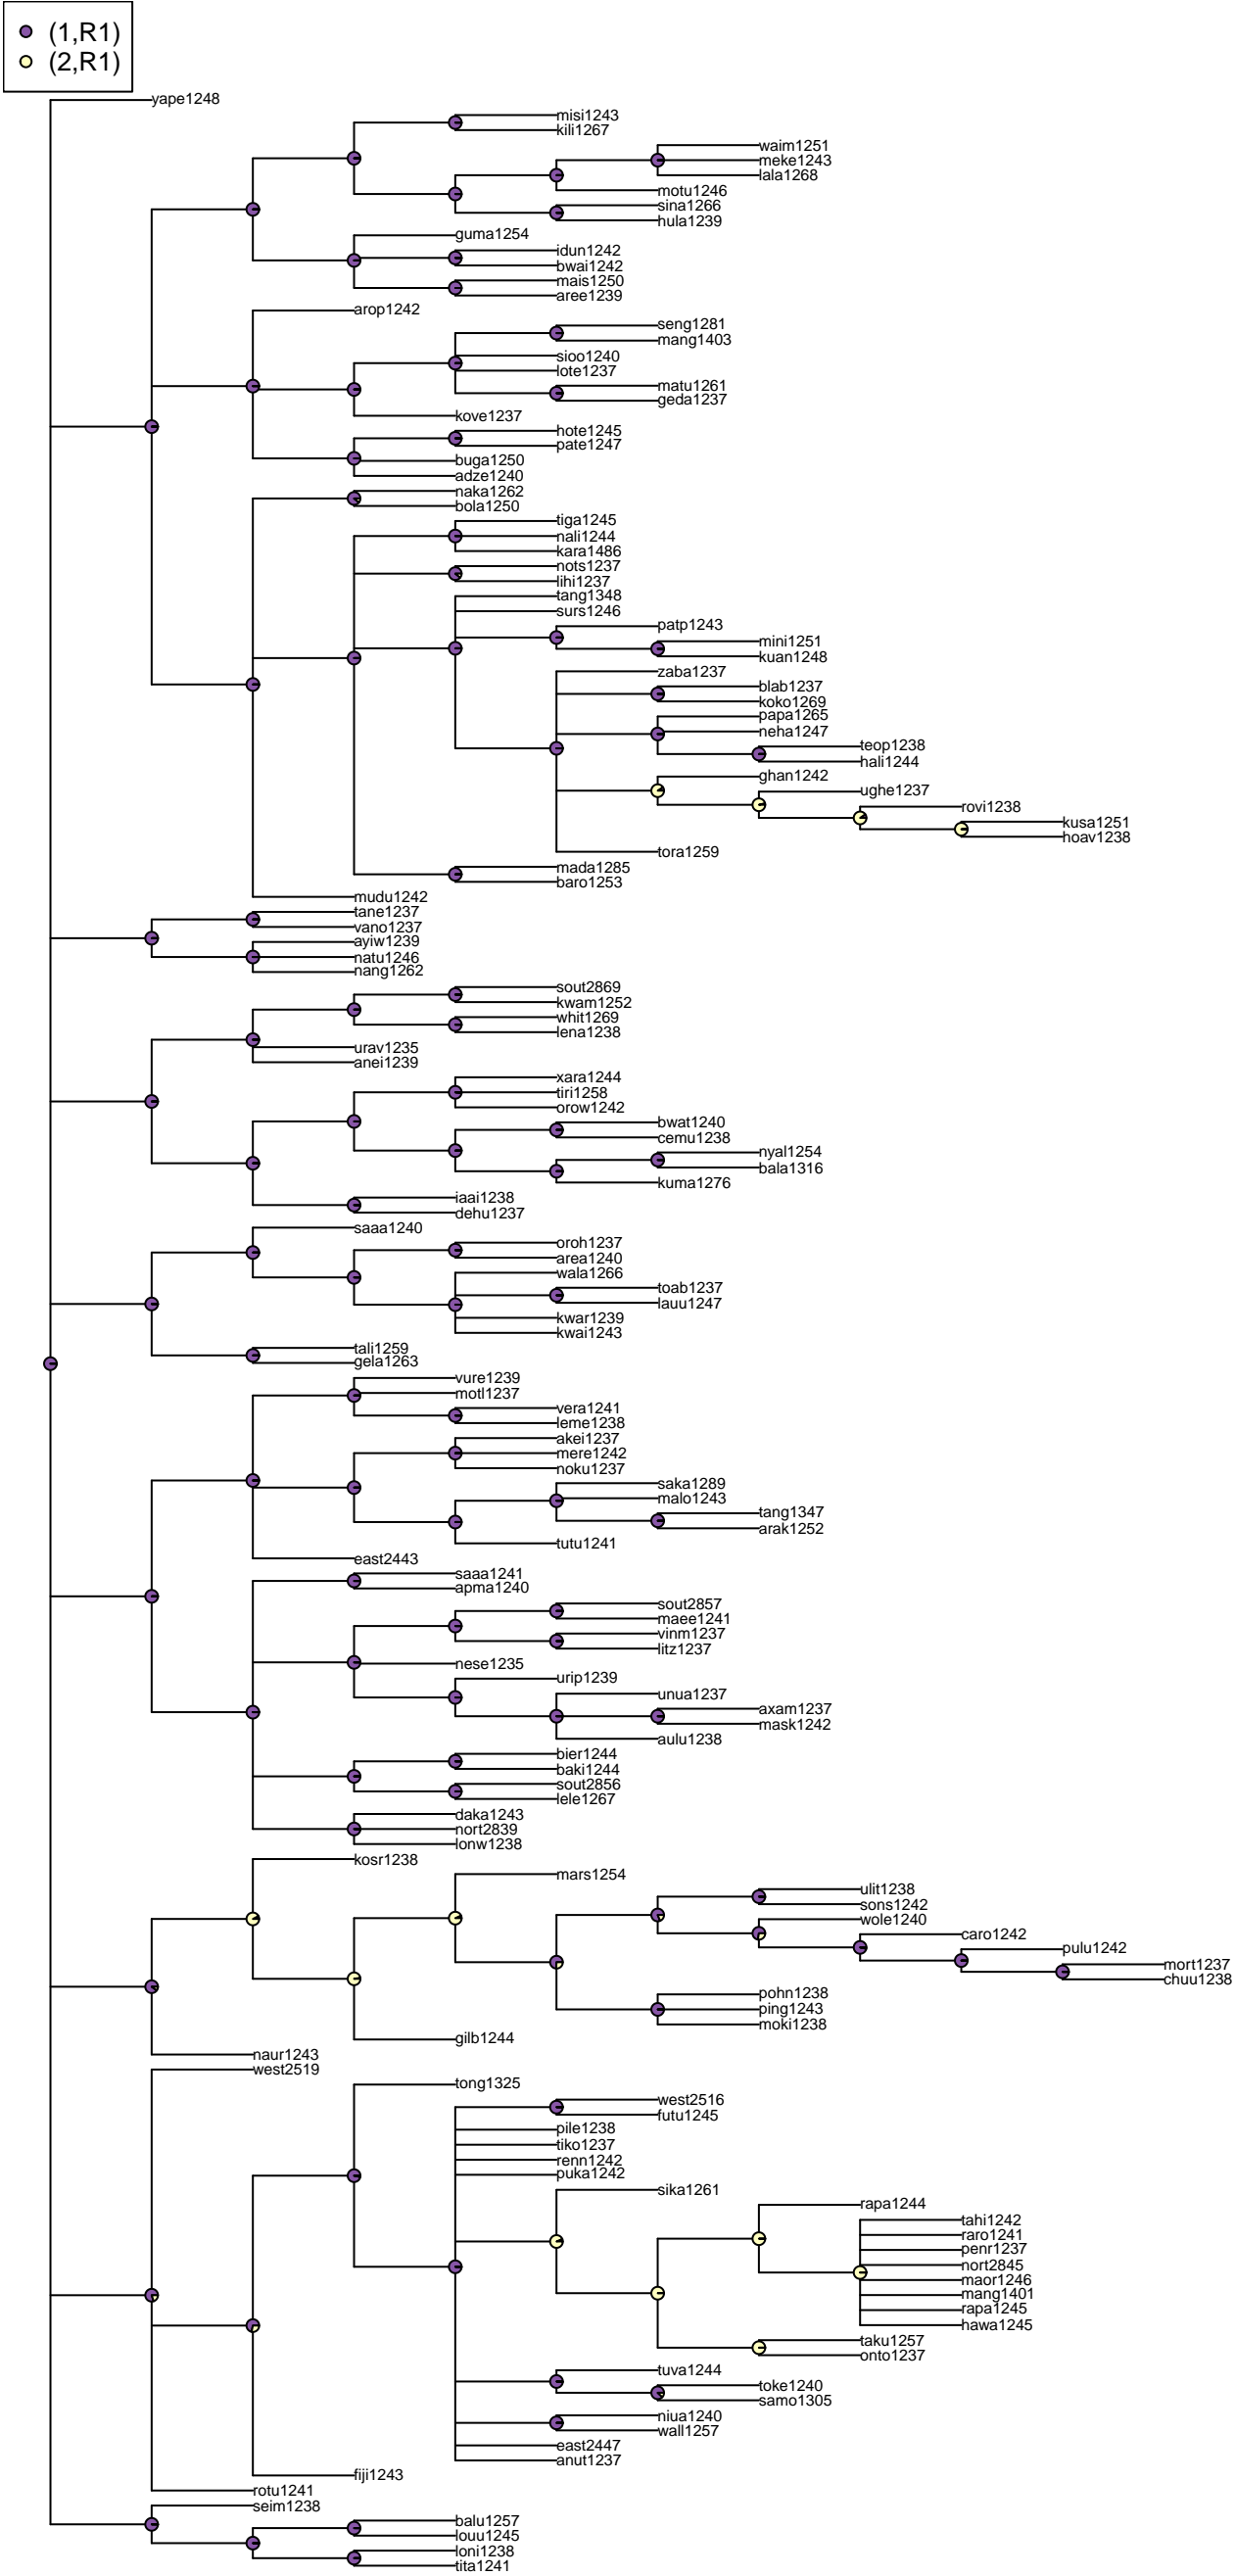 (1,R1)
(2,R1)
yape1248
misi1243
kili1267
waim1251
meke1243
lala1268
motu1246
sina1266
hula1239
guma1254
idun1242
bwai1242
mais1250
aree1239
arop1242
seng1281
mang1403
sioo1240
lote1237
matu1261
geda1237
kove1237
hote1245
pate1247
buga1250
adze1240
naka1262
bola1250
tiga1245
nali1244
kara1486
nots1237
lihi1237
tang1348
surs1246
patp1243
mini1251
kuan1248
zaba1237
blab1237
koko1269
papa1265
neha1247
teop1238
hali1244
ghan1242
ughe1237
rovi1238
kusa1251
hoav1238
tora1259
mada1285
baro1253
mudu1242
tane1237
vano1237
ayiw1239
natu1246
nang1262
sout2869
kwam1252
whit1269
lena1238
urav1235
anei1239
xara1244
tiri1258
orow1242
bwat1240
cemu1238
nyal1254
bala1316
kuma1276
iaai1238
dehu1237
saaa1240
oroh1237
area1240
wala1266
toab1237
lauu1247
kwar1239
kwai1243
tali1259
gela1263
vure1239
motl1237
vera1241
leme1238
akei1237
mere1242
noku1237
saka1289
malo1243
tang1347
arak1252
tutu1241
east2443
saaa1241
apma1240
sout2857
maee1241
vinm1237
litz1237
nese1235
urip1239
unua1237
axam1237
mask1242
aulu1238
bier1244
baki1244
sout2856
lele1267
daka1243
nort2839
lonw1238
kosr1238
mars1254
ulit1238
sons1242
wole1240
caro1242
pulu1242
mort1237
chuu1238
pohn1238
ping1243
moki1238
gilb1244
naur1243
west2519
tong1325
west2516
futu1245
pile1238
tiko1237
renn1242
puka1242
sika1261
rapa1244
tahi1242
raro1241
penr1237
nort2845
maor1246
mang1401
rapa1245
hawa1245
taku1257
onto1237
tuva1244
toke1240
samo1305
niua1240
wall1257
east2447
anut1237
fiji1243
rotu1241
seim1238
balu1257
louu1245
loni1238
tita1241